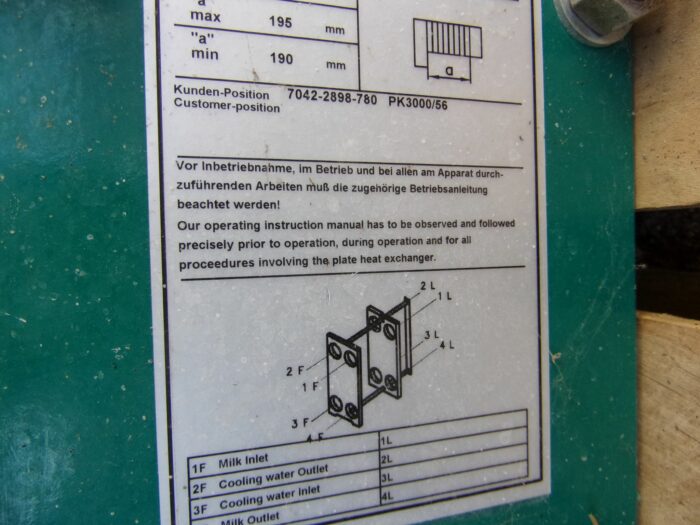 "a"
max 195 mm
"a"
min 190 mm
a
Kunden-Position 7042-2898-780 PK3000/56
Customer-position
Vor Inbetriebnahme, im Betrieb und bei allen am Apparat durch-
zuführenden Arbeiten muß die zugehörige Betriebsanleitung
beachtet werden!
Our operating instruction manual has to be observed and followed
precisely prior to operation, during operation and for all
proceedures involving the plate heat exchanger.
2 L
1 L
3 L
4 L
2 F
1 F
3 F
4 F
1F Milk Inlet 1L
2F Cooling water Outlet 2L
3F Cooling water Inlet 3L
Milk Outlet 4L